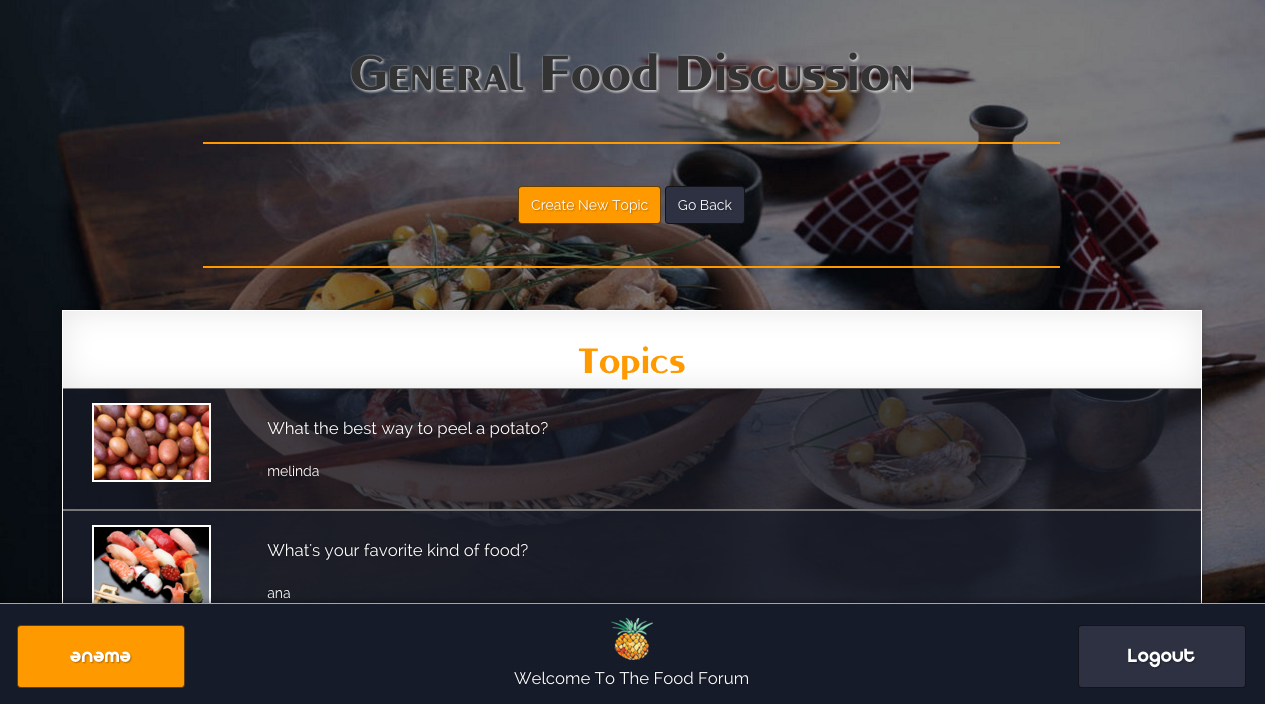 General Food Discussion
Create New Topic Go Back
Topics
What the best way to peel a potato?
melinda
What's your favorite kind of food?
ana
anama
Welcome To The Food Forum
Logout